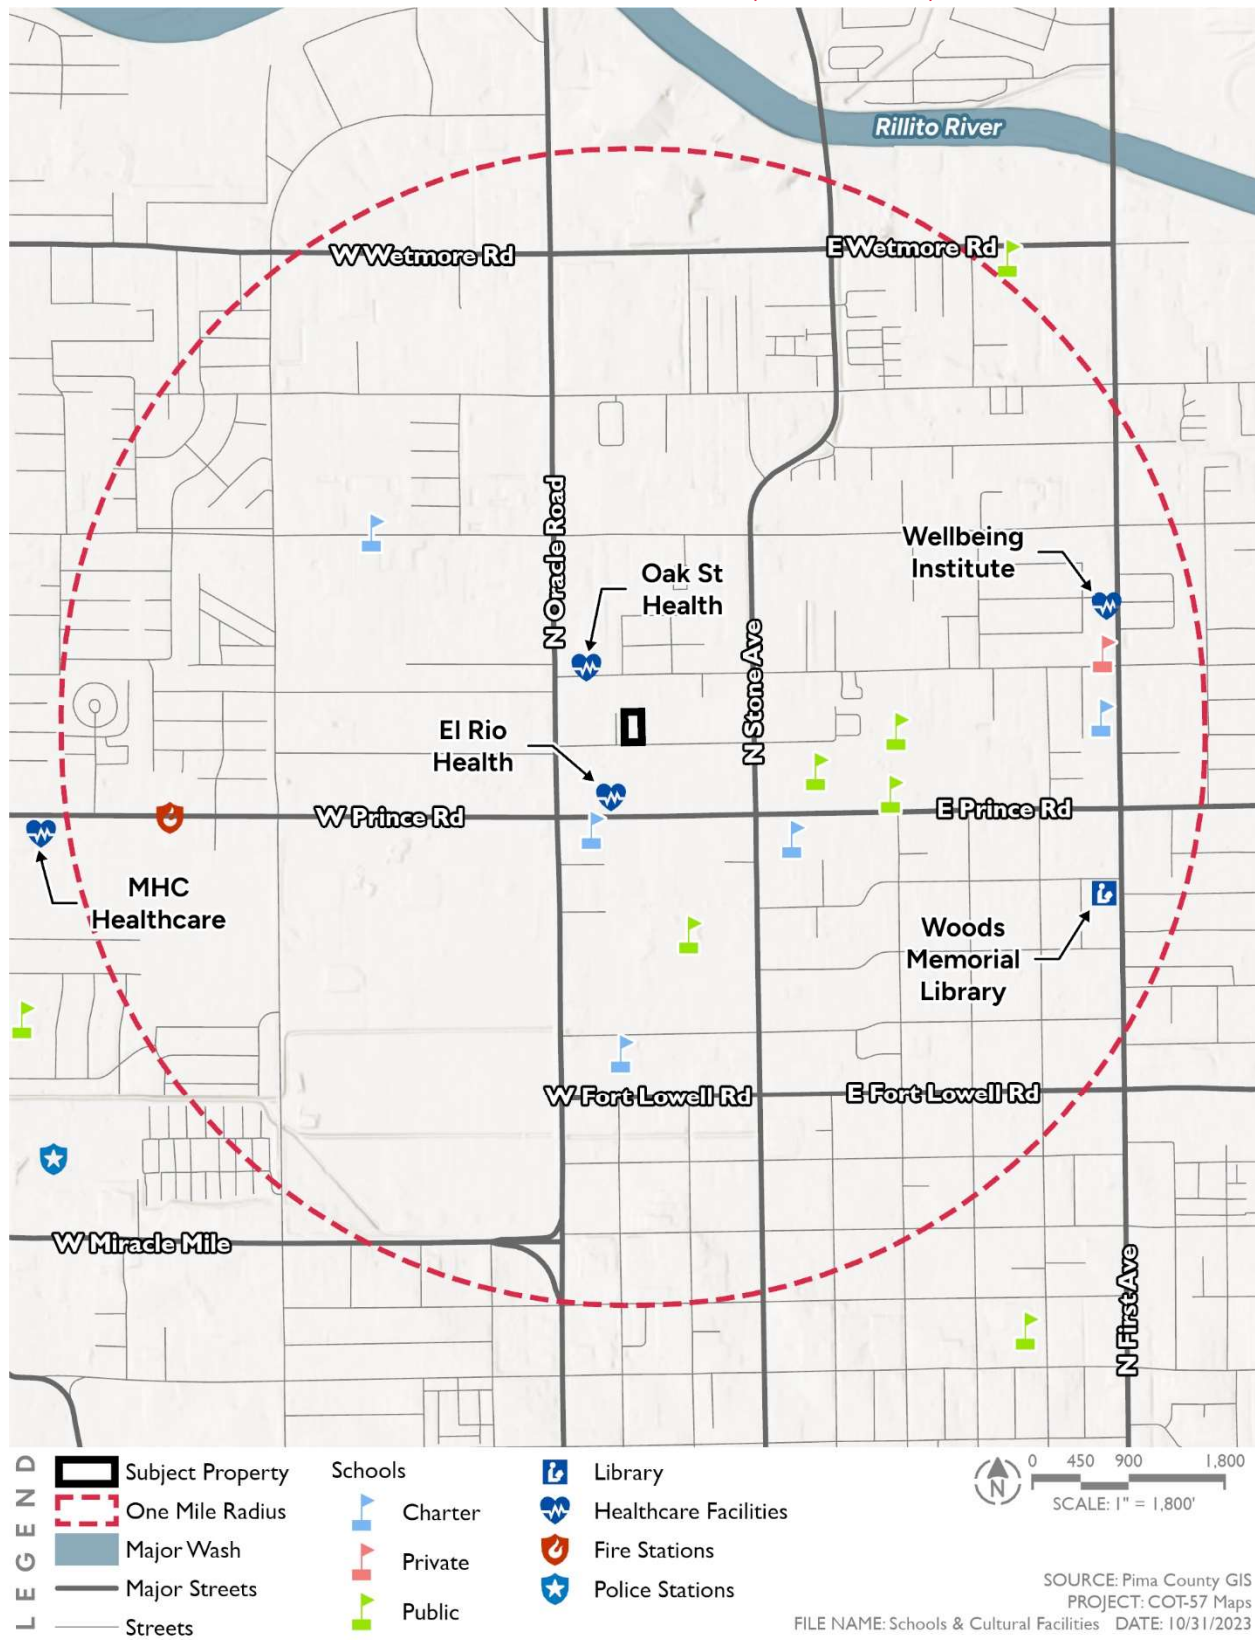 Rillito River
W Wetmore Rd
E Wetmore Rd
N Oracle Road
Oak St
Health
Wellbeing
Institute
N Stone Ave
El Rio
Health
W Prince Rd
E Prince Rd
MHC
Healthcare
Woods
Memorial
Library
W Fort Lowell Rd
E Fort Lowell Rd
W Miracle Mile
N First Ave
LEGEND
Subject Property
One Mile Radius
Major Wash
Major Streets
Streets
Schools
Charter
Private
Public
Library
Healthcare Facilities
Fire Stations
Police Stations
N
0 450 900 1,800
SCALE: 1" = 1,800'
SOURCE: Pima County GIS
PROJECT: COT-57 Maps
FILE NAME: Schools & Cultural Facilities DATE: 10/31/2023